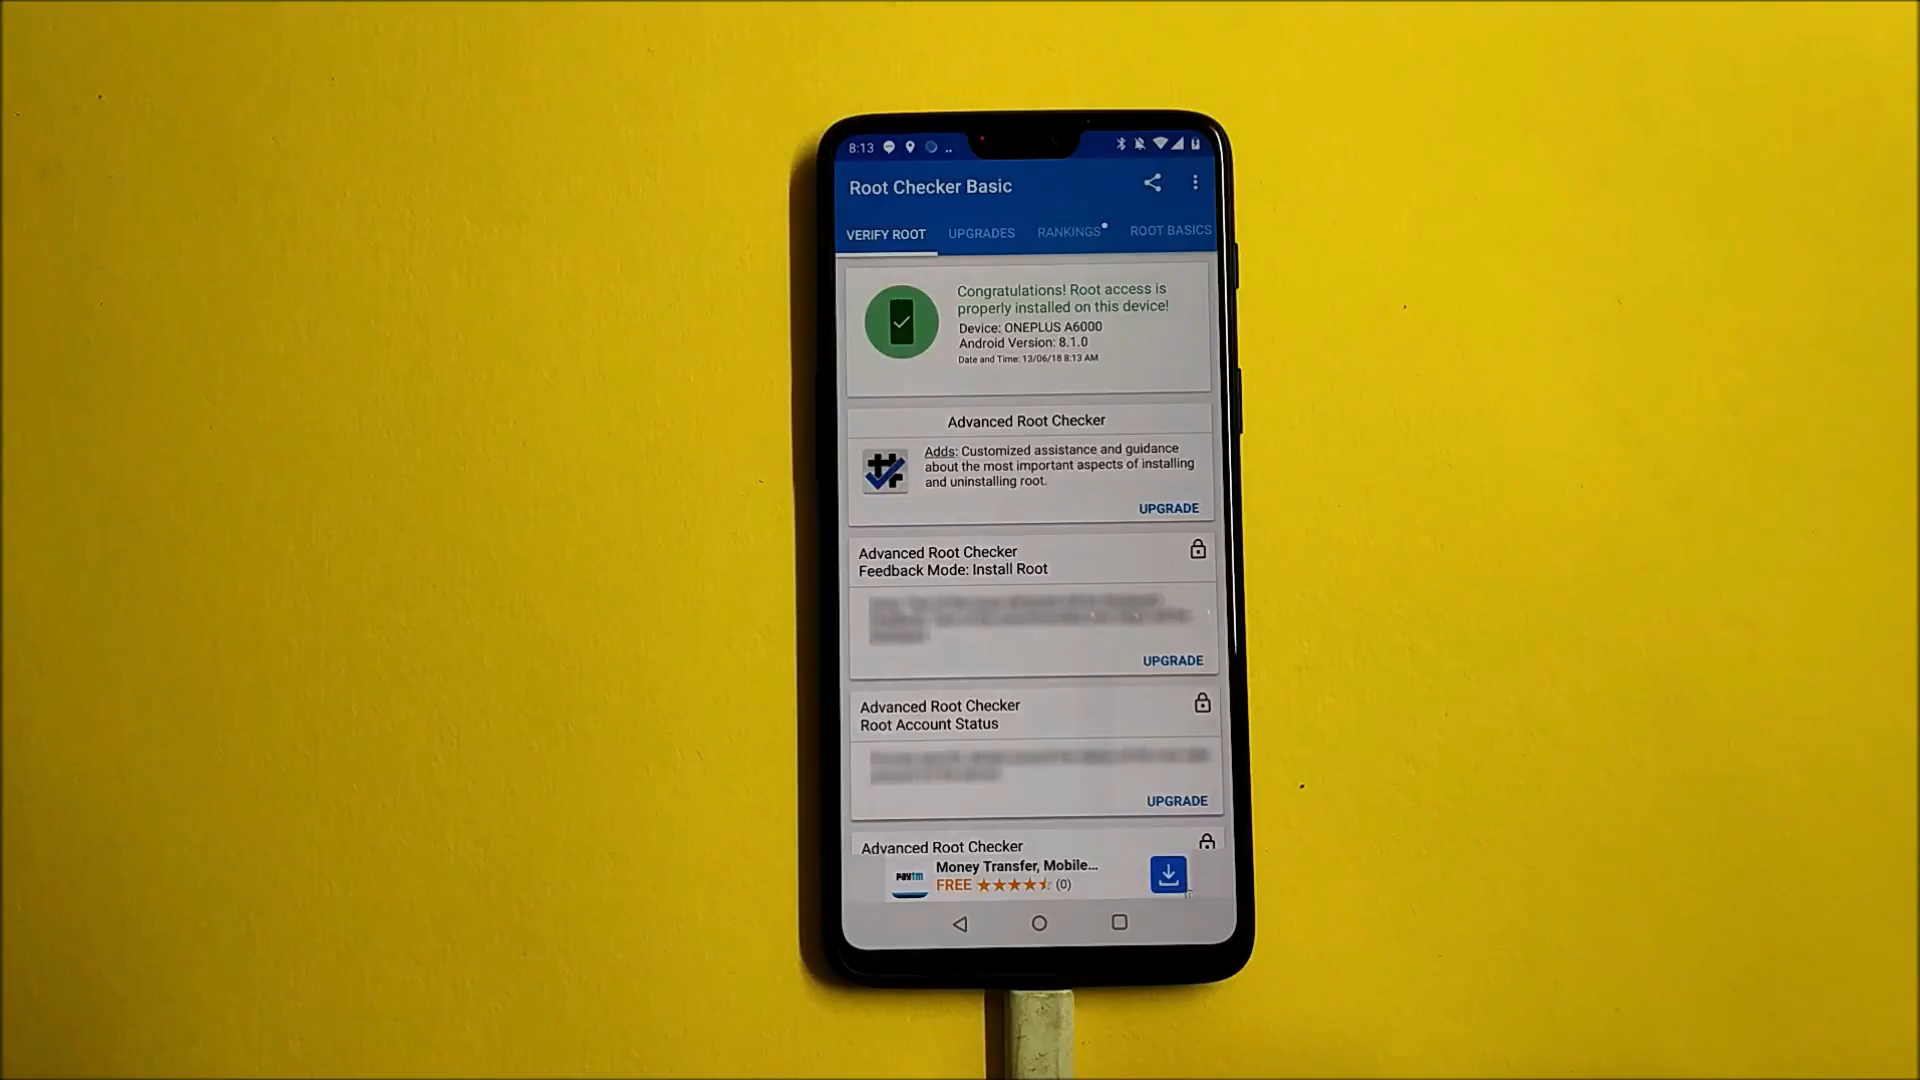 8:13
Root Checker Basic
VERIFY ROOT UPGRADES RANKINGS ROOT BASICS
Congratulations! Root access is
properly installed on this device!
Device: ONEPLUS A6000
Android Version: 8.1.0
Date and Time: 13/06/18 8:13 AM
Advanced Root Checker
Adds: Customized assistance and guidance
about the most important aspects of installing
and uninstalling root.
UPGRADE
Advanced Root Checker
Feedback Mode: Install Root
UPGRADE
Advanced Root Checker
Root Account Status
UPGRADE
Advanced Root Checker
paytm
Money Transfer, Mobile...
FREE ★★★★⯪ (0)